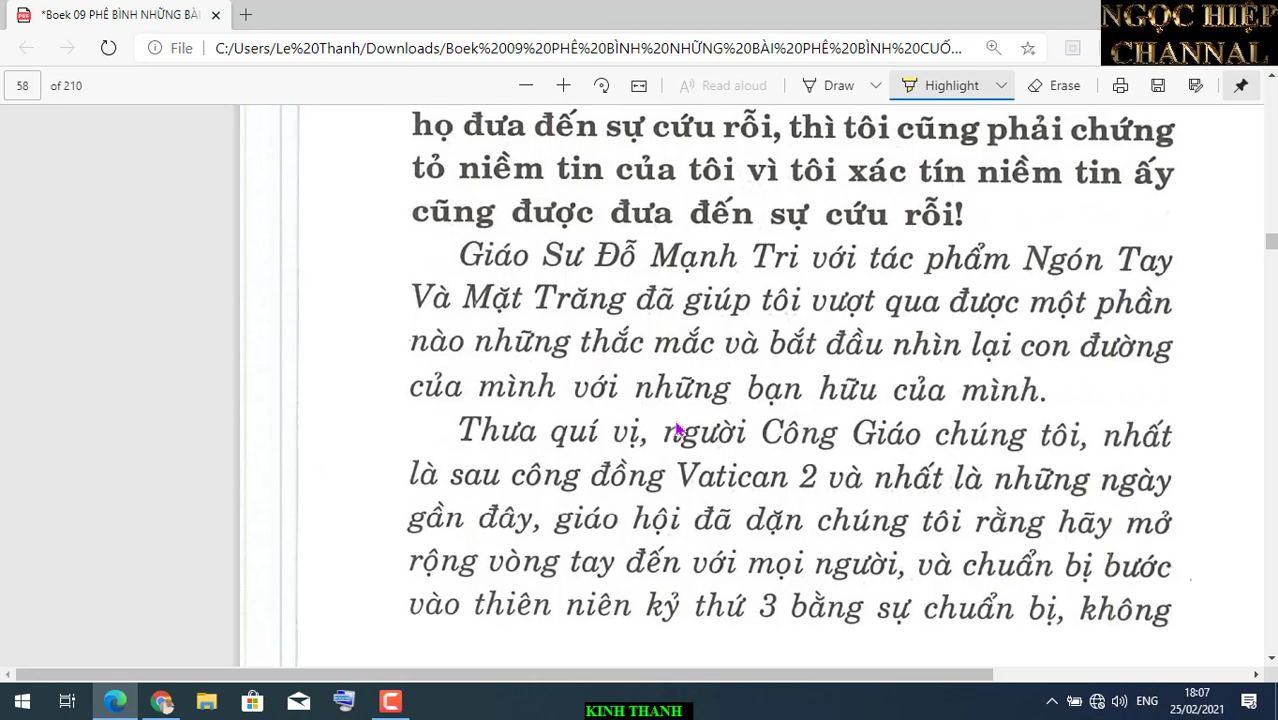 *Boek 09 PHÊ BÌNH NHỮNG BÀI
NGỌC HIỆP
CHANNAL
File
C:/Users/Le%20Thanh/Downloads/Boek%2009%20PHÊ%20BÌNH%20NHỮNG%20BÀI%20PHÊ%20BÌNH%20CUỐ...
58 of 210
Read aloud
Draw
Highlight
Erase
họ đưa đến sự cứu rỗi, thì tôi cũng phải chứng
tỏ niềm tin của tôi vì tôi xác tín niềm tin ấy
cũng được đưa đến sự cứu rỗi!
Giáo Sư Đỗ Mạnh Tri với tác phẩm Ngón Tay
Và Mặt Trăng đã giúp tôi vượt qua được một phần
nào những thắc mắc và bắt đầu nhìn lại con đường
của mình với những bạn hữu của mình.
Thưa quí vị, người Công Giáo chúng tôi, nhất
là sau công đồng Vatican 2 và nhất là những ngày
gần đây, giáo hội đã dặn chúng tôi rằng hãy mở
rộng vòng tay đến với mọi người, và chuẩn bị bước
vào thiên niên kỷ thứ 3 bằng sự chuẩn bị, không
KINH THANH
ENG
18:07
25/02/2021